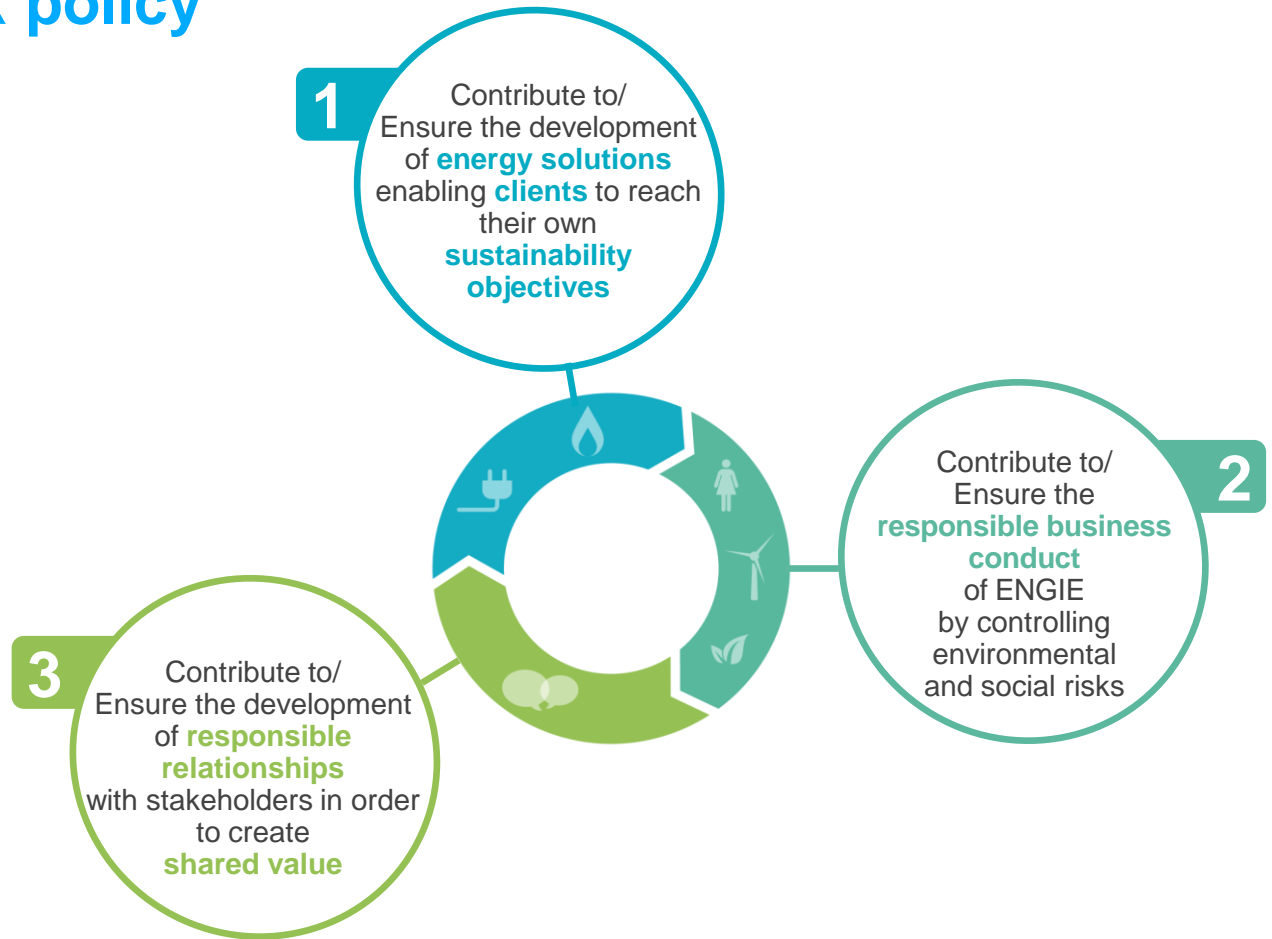 policy
1
Contribute to/
Ensure the development
of energy solutions
enabling clients to reach
their own
sustainability
objectives
2
Contribute to/
Ensure the
responsible business
conduct
of ENGIE
by controlling
environmental
and social risks
3
Contribute to/
Ensure the development
of responsible
relationships
with stakeholders in order
to create
shared value